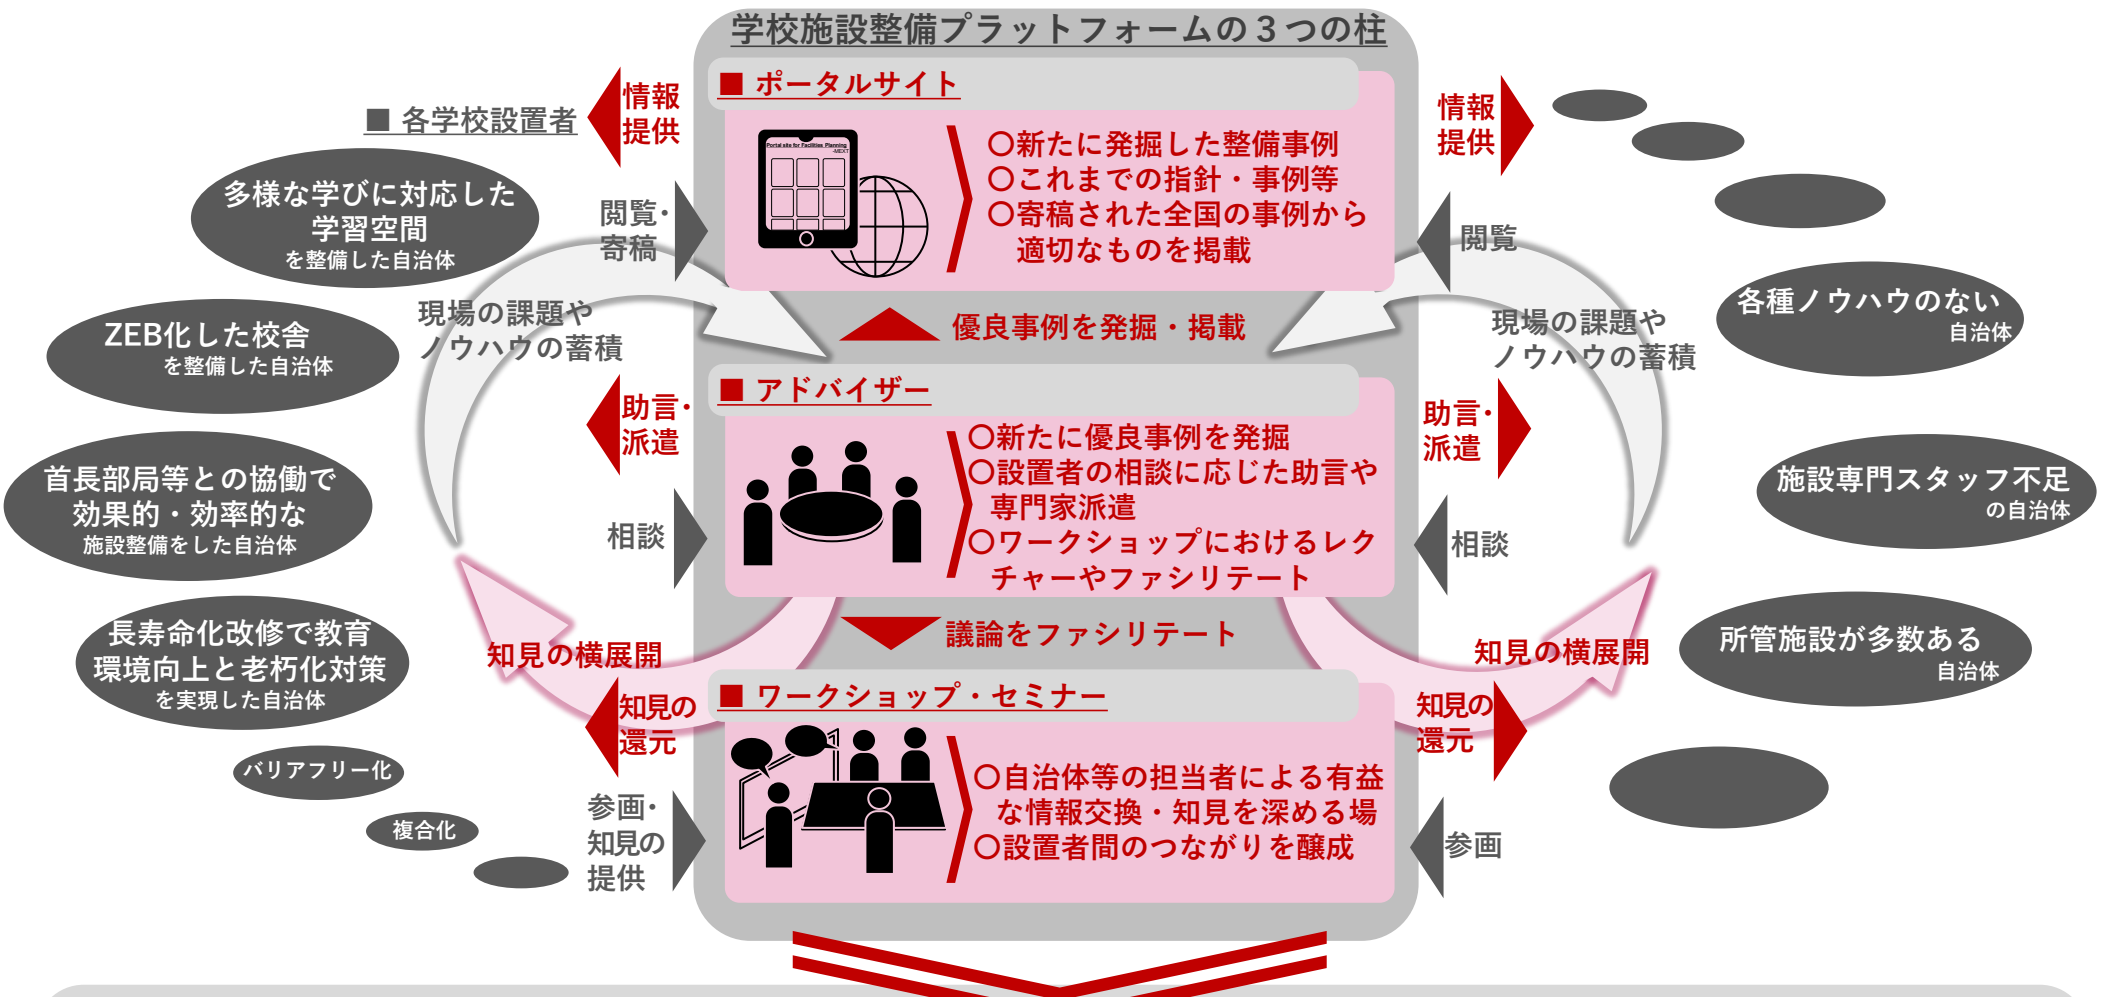 学校施設整備プラットフォームの３つの柱
■ 各学校設置者
多様な学びに対応した
学習空間
を整備した自治体
ZEB化した校舎
を整備した自治体
首長部局等との協働で
効果的・効率的な
施設整備をした自治体
長寿命化改修で教育
環境向上と老朽化対策
を実現した自治体
バリアフリー化
複合化
情報
提供
閲覧・
寄稿
現場の課題や
ノウハウの蓄積
助言・
派遣
相談
知見の横展開
知見の
還元
参画・
知見の
提供
■ ポータルサイト
Portal site for Facilities Planning
-MEXT
〇新たに発掘した整備事例
〇これまでの指針・事例等
〇寄稿された全国の事例から
適切なものを掲載
優良事例を発掘・掲載
■ アドバイザー
〇新たに優良事例を発掘
〇設置者の相談に応じた助言や
専門家派遣
〇ワークショップにおけるレク
チャーやファシリテート
議論をファシリテート
■ ワークショップ・セミナー
〇自治体等の担当者による有益
な情報交換・知見を深める場
〇設置者間のつながりを醸成
情報
提供
閲覧
現場の課題や
ノウハウの蓄積
助言・
派遣
相談
知見の横展開
知見の
還元
参画
各種ノウハウのない
自治体
施設専門スタッフ不足
の自治体
所管施設が多数ある
自治体